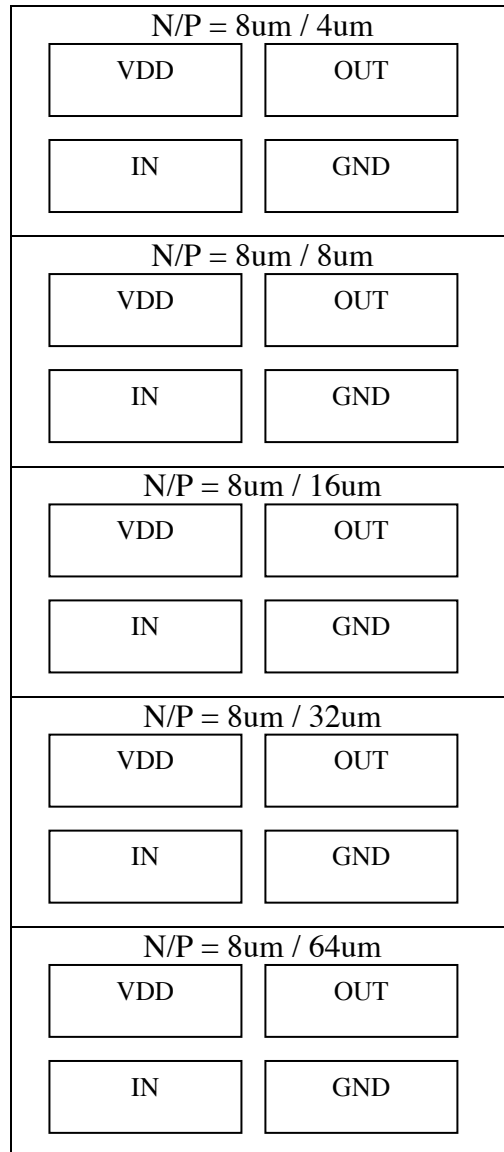 N/P = 8um / 4um
VDD OUT
IN GND
N/P = 8um / 8um
VDD OUT
IN GND
N/P = 8um / 16um
VDD OUT
IN GND
N/P = 8um / 32um
VDD OUT
IN GND
N/P = 8um / 64um
VDD OUT
IN GND